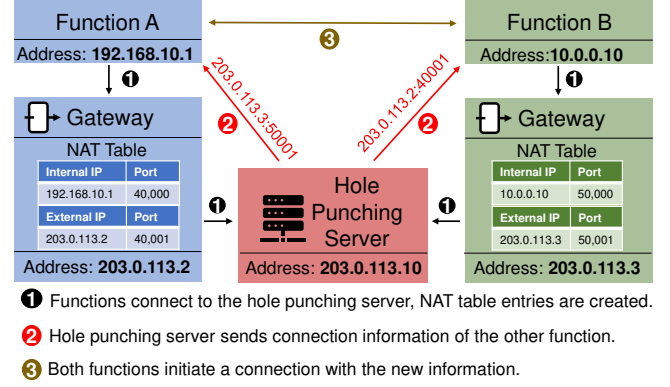 Function A
Address: 192.168.10.1
3
Function B
Address:10.0.0.10
1
1
203.0.113.3:50001
203.0.113.2:40001
2
2
Gateway
NAT Table
Internal IP Port
192.168.10.1 40,000
External IP Port
203.0.113.2 40,001
Address: 203.0.113.2
1
Hole
Punching
Server
Address: 203.0.113.10
1
Gateway
NAT Table
Internal IP Port
10.0.0.10 50,000
External IP Port
203.0.113.3 50,001
Address: 203.0.113.3
1 Functions connect to the hole punching server, NAT table entries are created.
2 Hole punching server sends connection information of the other function.
3 Both functions initiate a connection with the new information.